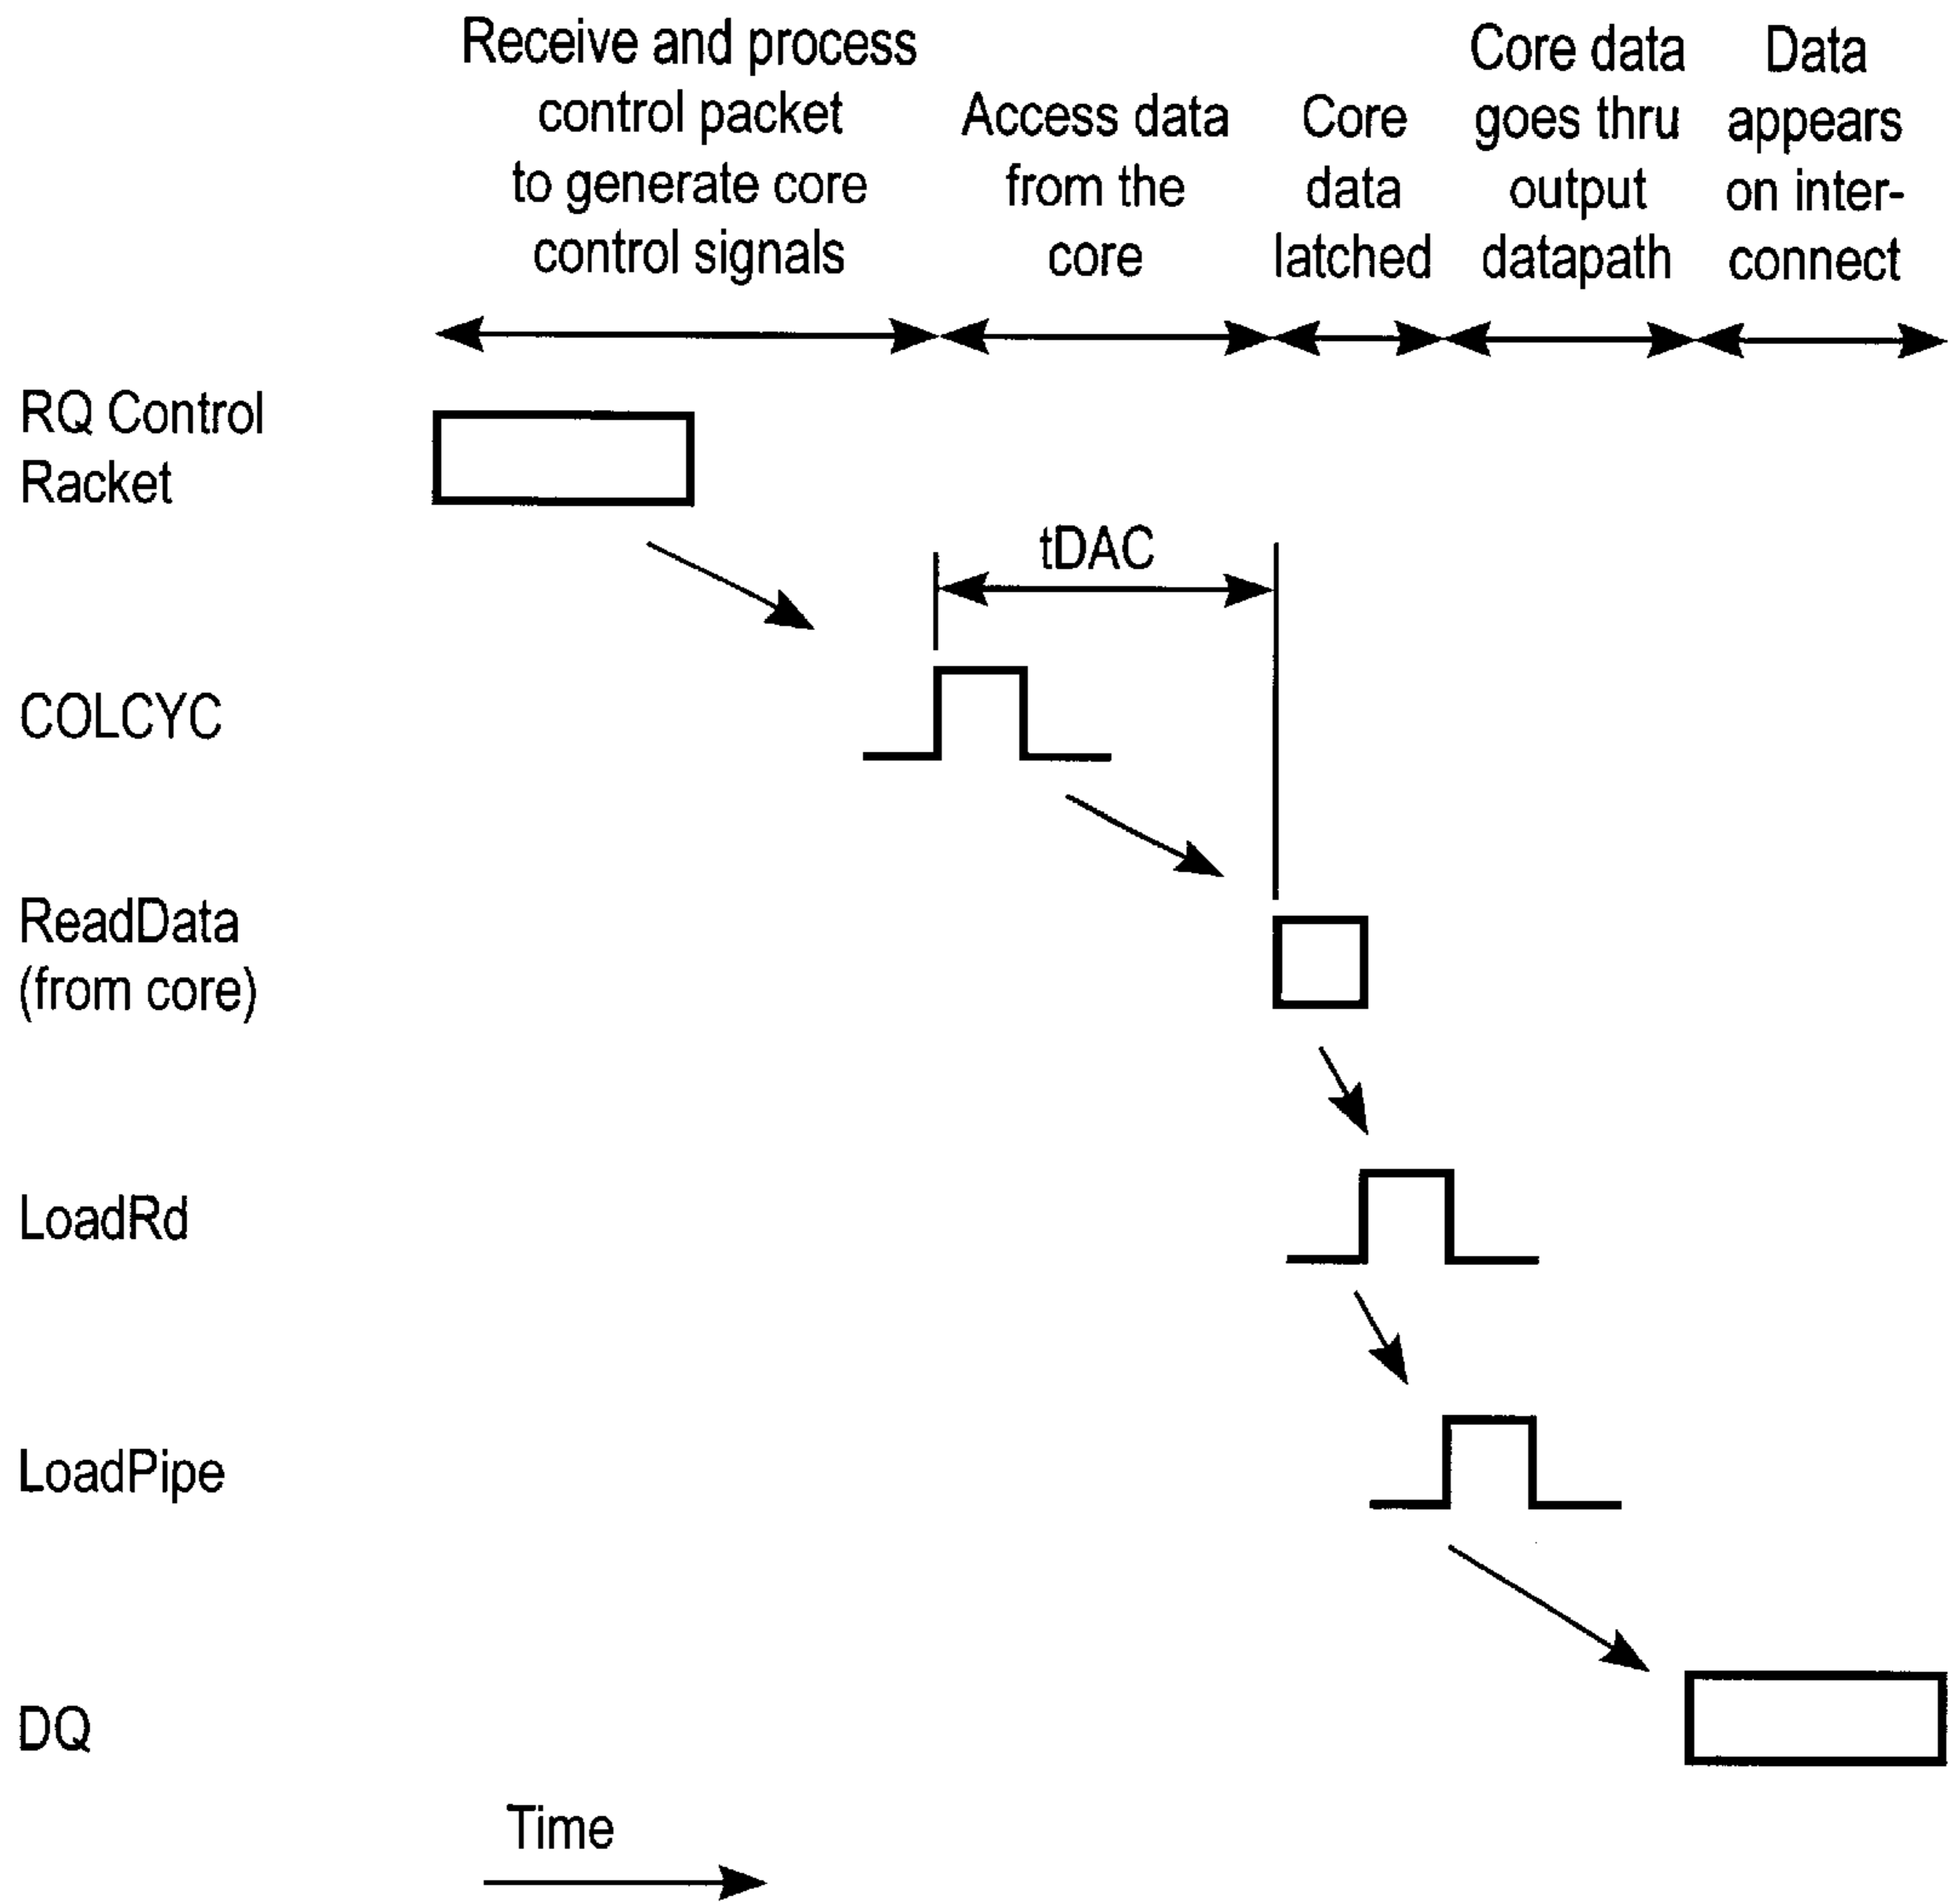 Receive and process
control packet
to generate core
control signals
Access data
from the
core
Core
data
latched
Core data
goes thru
output
datapath
Data
appears
on inter-
connect
RQ Control
Racket
tDAC
COLCYC
ReadData
(from core)
LoadRd
LoadPipe
DQ
Time